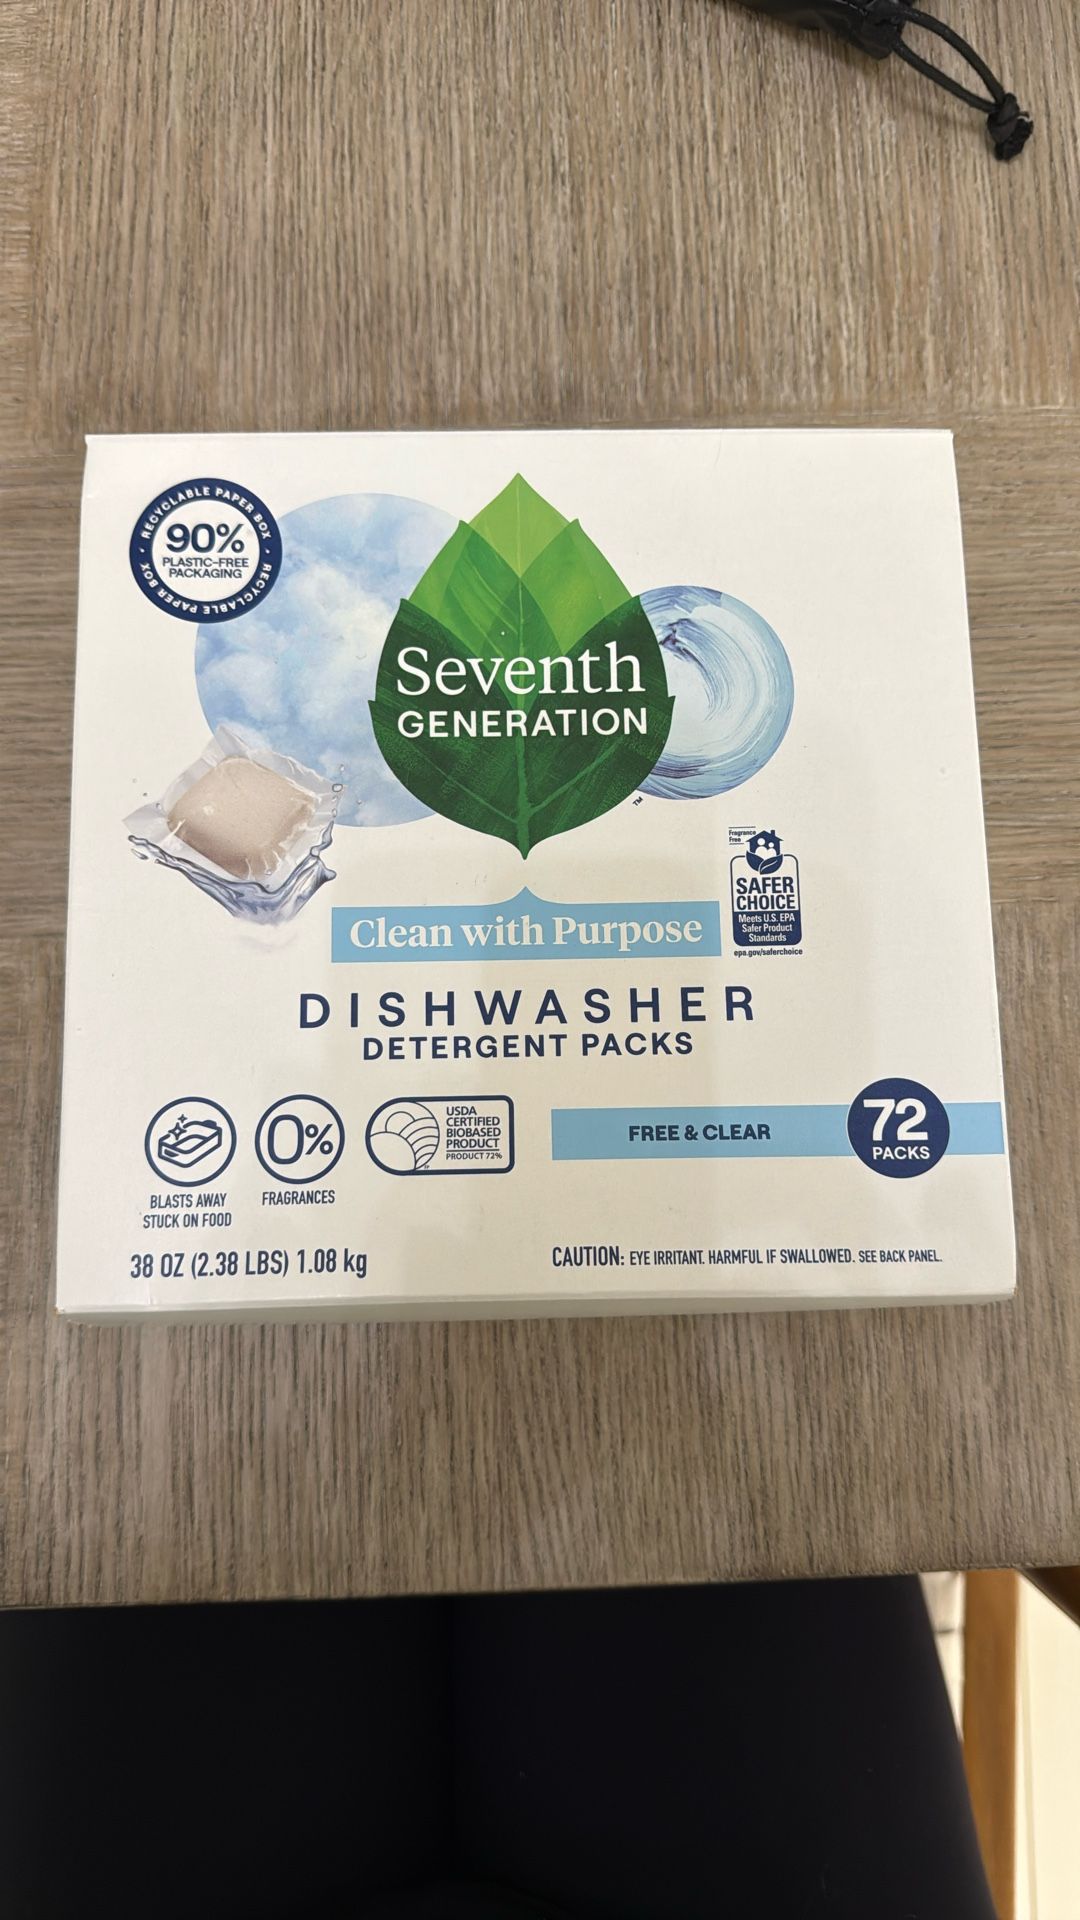 RECYCLABLE PAPER BOX • RECYCLABLE PAPER BOX •
90%
PLASTIC-FREE
PACKAGING
Seventh
GENERATION
TM
Fragrance
Free
SAFER
CHOICE
Meets U.S. EPA
Safer Product
Standards
epa.gov/saferchoice
Clean with Purpose
DISHWASHER
DETERGENT PACKS
0%
USDA
CERTIFIED
BIOBASED
PRODUCT
PRODUCT 72%
FP
FREE & CLEAR
72
PACKS
BLASTS AWAY
STUCK ON FOOD
FRAGRANCES
38 OZ (2.38 LBS) 1.08 kg
CAUTION: EYE IRRITANT. HARMFUL IF SWALLOWED. SEE BACK PANEL.